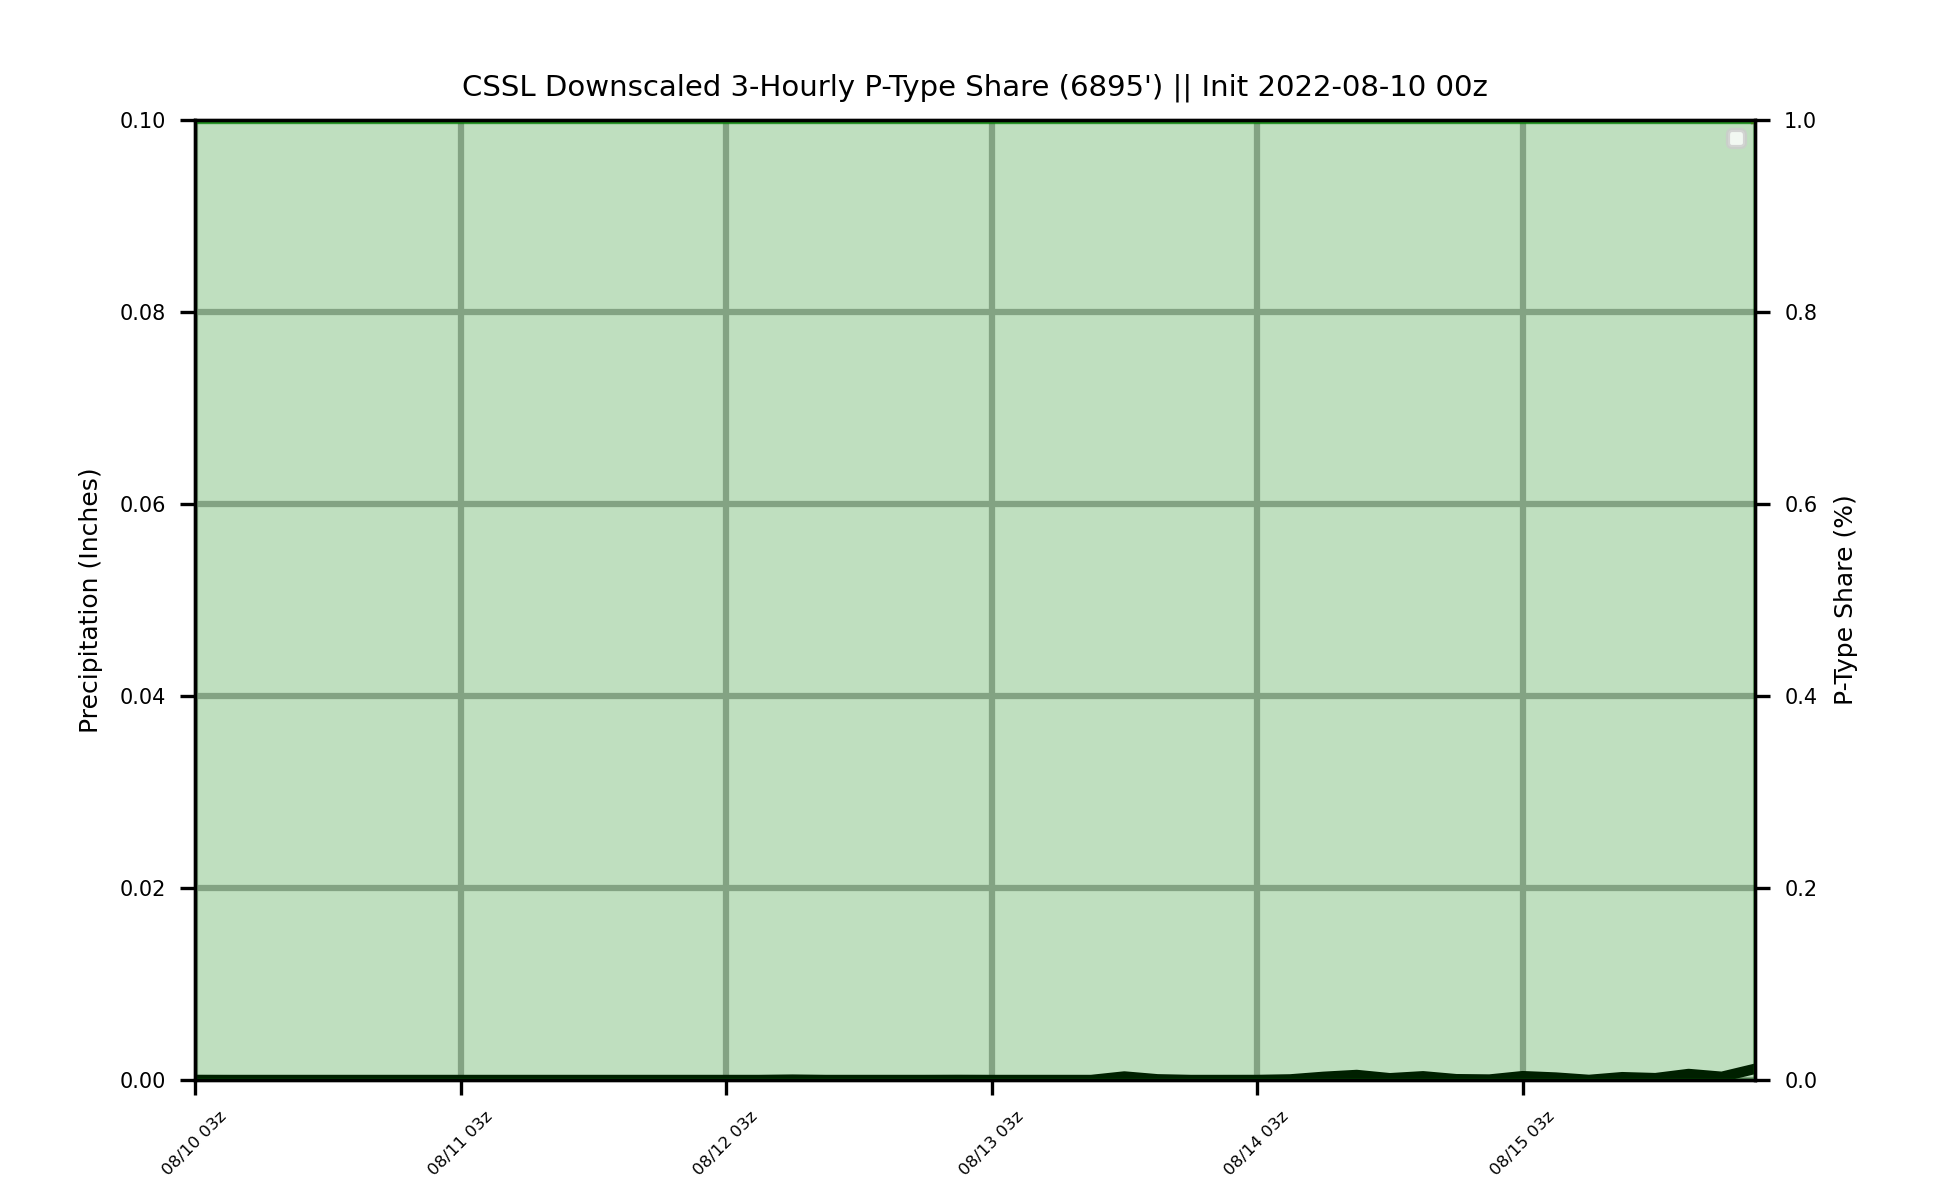 CSSL Downscaled 3-Hourly P-Type Share (6895') || Init 2022-08-10 00z
Precipitation (Inches)
0.10
0.08
0.06
0.04
0.02
0.00
1.0
0.8
0.6
0.4
0.2
0.0
P-Type Share (%)
08/10 03z
08/11 03z
08/12 03z
08/13 03z
08/14 03z
08/15 03z